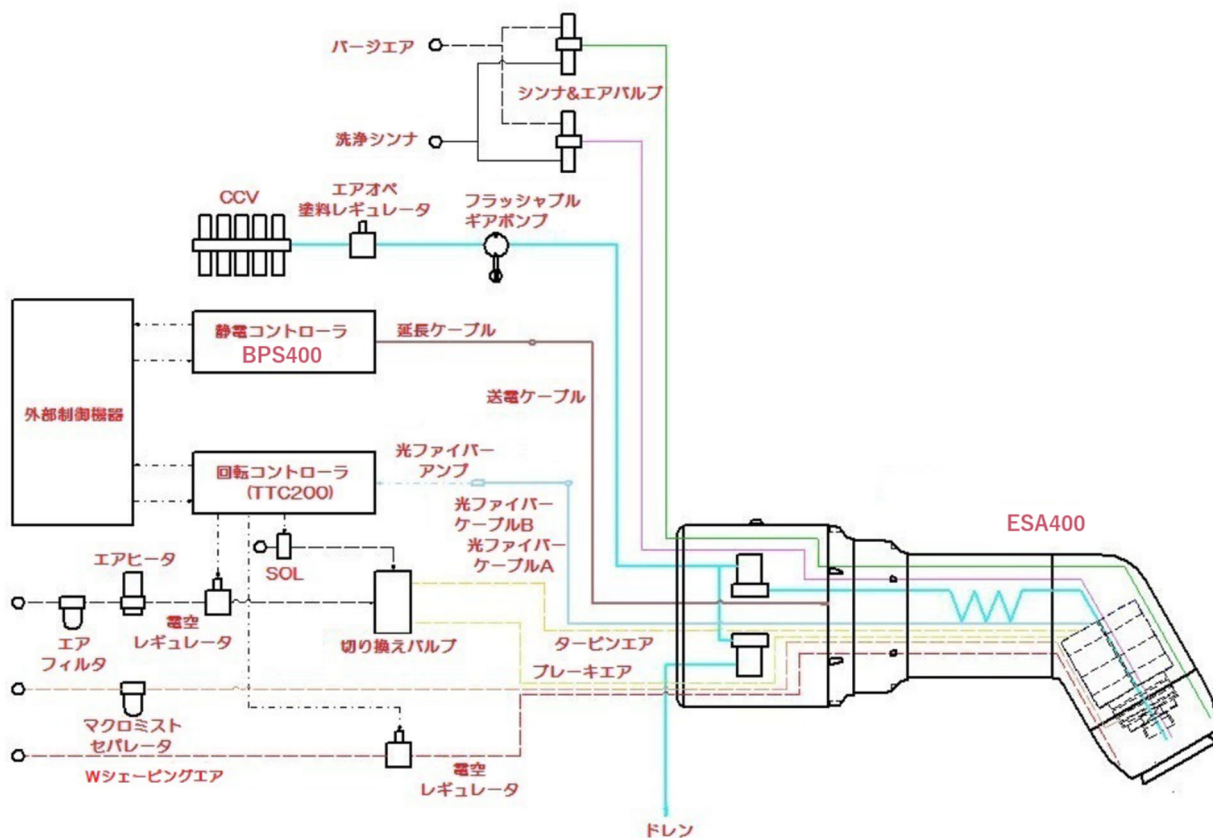 パージエア
シンナ&エアバルブ
洗浄シンナ
CCV
エアオペ
塗料レギュレータ
フラッシャブル
ギアポンプ
静電コントローラ
BPS400
延長ケーブル
送電ケーブル
外部制御機器
回転コントローラ
(TTC200)
光ファイバー
アンプ
光ファイバー
ケーブルB
光ファイバー
ケーブルA
ESA400
SOL
エアヒータ
エア
フィルタ
電空
レギュレータ
切り換えバルブ
タービンエア
ブレーキエア
マクロミスト
セパレータ
Wシェーピングエア
電空
レギュレータ
ドレン